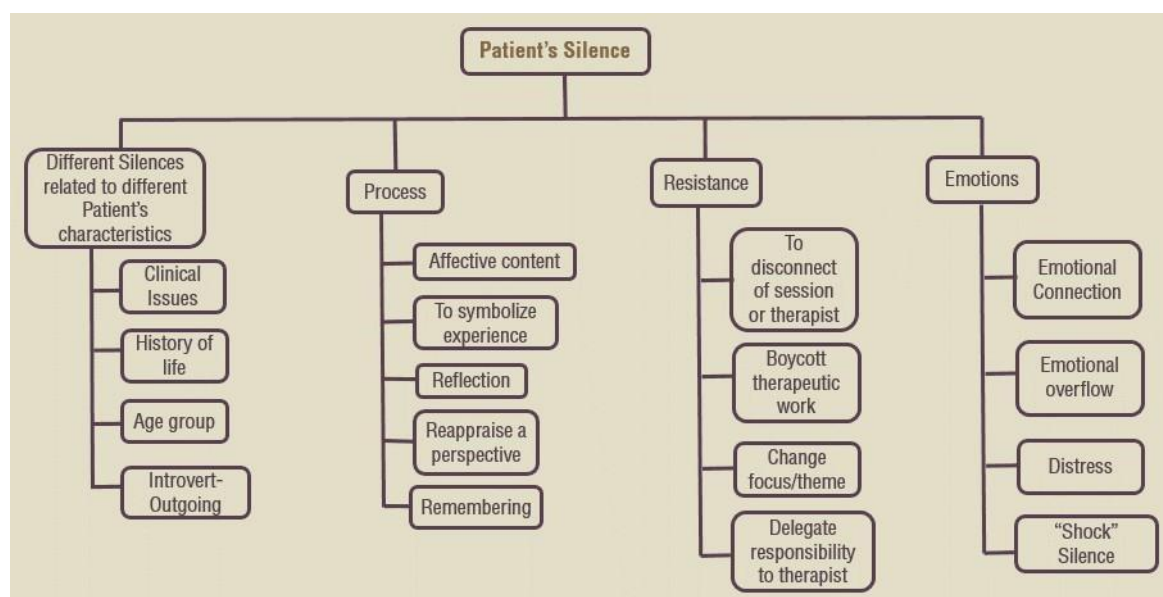 Patient's Silence
Different Silences
related to different
Patient's
characteristics
Clinical
Issues
History of
life
Age group
Introvert-
Outgoing
Process
Affective content
To symbolize
experience
Reflection
Reappraise a
perspective
Remembering
Resistance
To
disconnect
of session
or therapist
Boycott
therapeutic
work
Change
focus/theme
Delegate
responsibility
to therapist
Emotions
Emotional
Connection
Emotional
overflow
Distress
“Shock”
Silence